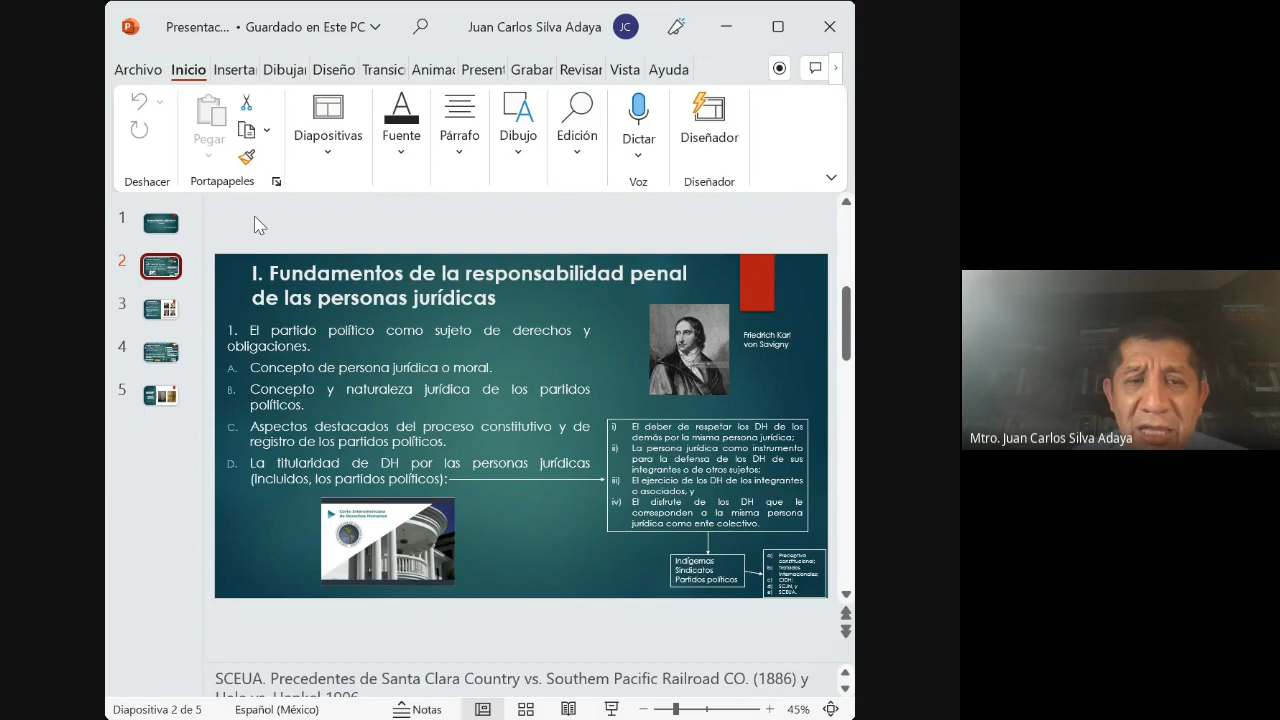 Presentac... • Guardado en Este PC
Juan Carlos Silva Adaya
JC
Archivo Inicio Inserta Dibujar Diseño Transic Animac Present Grabar Revisar Vista Ayuda
Pegar
Diapositivas
Fuente
Párrafo
Dibujo
Edición
Dictar
Diseñador
Deshacer
Portapapeles
Voz
Diseñador
1
2
3
4
5
I. Fundamentos de la responsabilidad penal
de las personas jurídicas
1. El partido político como sujeto de derechos y
obligaciones.
A. Concepto de persona jurídica o moral.
B. Concepto y naturaleza jurídica de los partidos
políticos.
C. Aspectos destacados del proceso constitutivo y de
registro de los partidos políticos.
D. La titularidad de DH por las personas jurídicas
(incluidos, los partidos políticos):
Friedrich Karl
von Savigny
i) El deber de respetar los DH de los
demás por la misma persona jurídica;
ii) La persona jurídica como instrumento
para la defensa de los DH de sus
integrantes o de otros sujetos;
iii) El ejercicio de los DH de los integrantes
o asociados, y
iv) El disfrute de los DH que le
corresponden a la misma persona
jurídica como ente colectivo.
Corte Interamericana
de Derechos Humanos
Indígenas
Sindicatos
Partidos políticos
a) Preceptiva
constitucional;
b) Tratados
internacionales;
c) CIDH;
d) SCJN, y
e) SCEUA.
SCEUA. Precedentes de Santa Clara Country vs. Southem Pacific Railroad CO. (1886) y
Diapositiva 2 de 5
Español (México)
Notas
45%
Mtro. Juan Carlos Silva Adaya